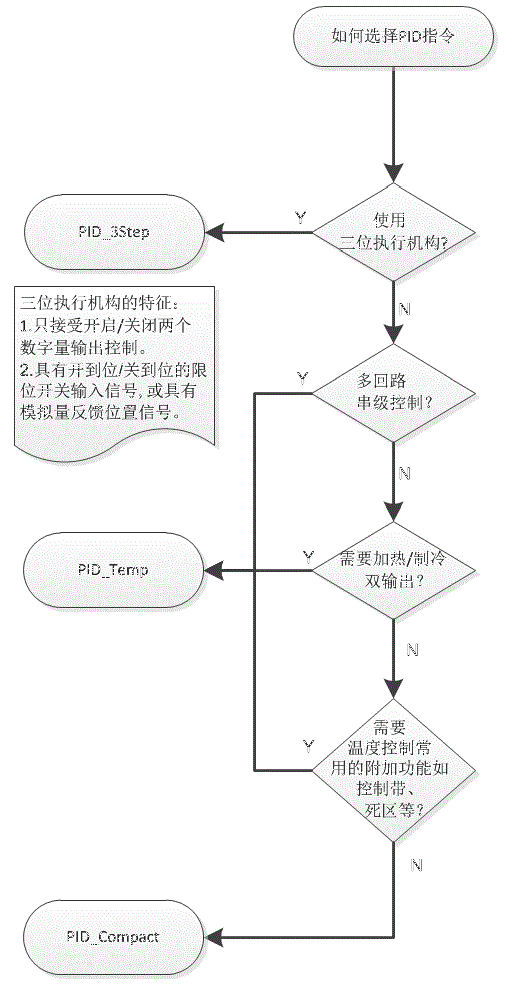 如何选择PID指令
使用
三位执行机构?
Y
PID_3Step
N
三位执行机构的特征：
1.只接受开启/关闭两个
数字量输出控制。
2.具有开到位/关到位的限
位开关输入信号, 或具有
模拟量反馈位置信号。
Y
多回路
串级控制？
N
PID_Temp
Y
需要加热/制冷
双输出？
N
Y
需要
温度控制常
用的附加功能如
控制带、
死区等？
N
PID_Compact